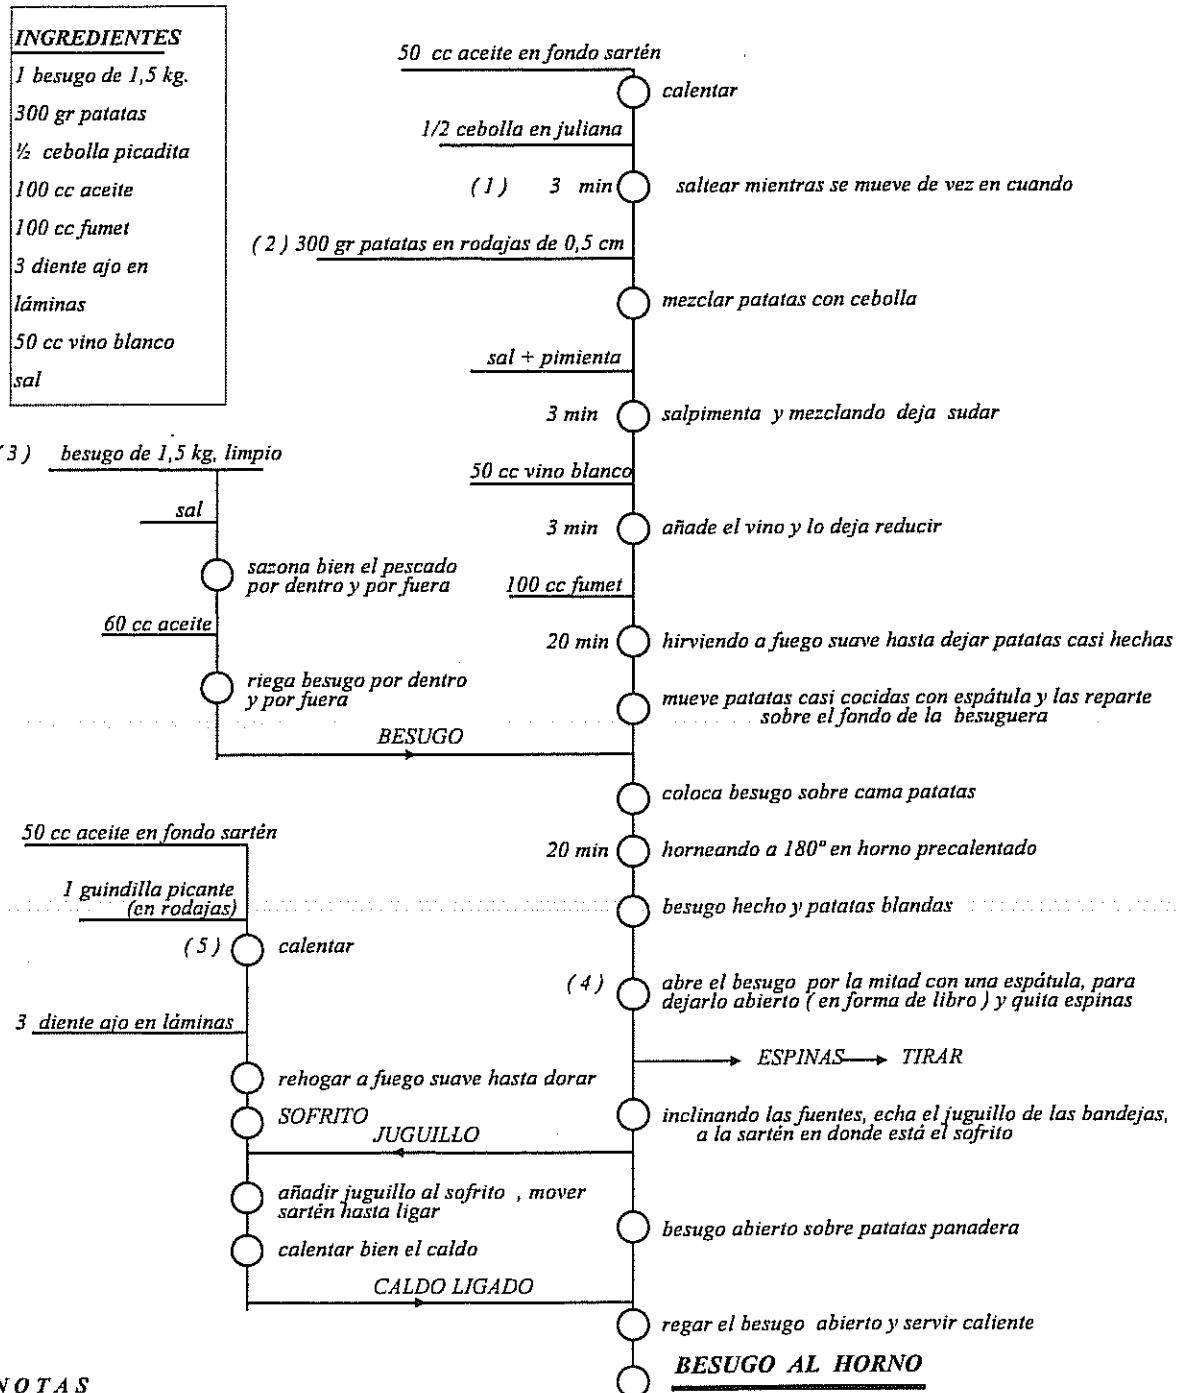 INGREDIENTES
1 besugo de 1,5 kg.
300 gr patatas
½ cebolla picadita
100 cc aceite
100 cc fumet
3 diente ajo en
láminas
50 cc vino blanco
sal
50 cc aceite en fondo sartén
calentar
1/2 cebolla en juliana
( 1 ) 3 min saltear mientras se mueve de vez en cuando
( 2 ) 300 gr patatas en rodajas de 0,5 cm
mezclar patatas con cebolla
sal + pimienta
3 min salpimenta y mezclando deja sudar
50 cc vino blanco
3 min añade el vino y lo deja reducir
100 cc fumet
20 min hirviendo a fuego suave hasta dejar patatas casi hechas
mueve patatas casi cocidas con espátula y las reparte
sobre el fondo de la besuguera
3 ) besugo de 1,5 kg, limpio
sal
sazona bien el pescado
por dentro y por fuera
60 cc aceite
riega besugo por dentro
y por fuera
BESUGO
coloca besugo sobre cama patatas
20 min horneando a 180º en horno precalentado
besugo hecho y patatas blandas
( 4 ) abre el besugo por la mitad con una espátula, para
dejarlo abierto ( en forma de libro ) y quita espinas
ESPINAS TIRAR
inclinando las fuentes, echa el juguillo de las bandejas,
a la sartén en donde está el sofrito
50 cc aceite en fondo sartén
1 guindilla picante
(en rodajas)
( 5 ) calentar
3 diente ajo en láminas
rehogar a fuego suave hasta dorar
SOFRITO
JUGUILLO
añadir juguillo al sofrito , mover
sartén hasta ligar
calentar bien el caldo
CALDO LIGADO
besugo abierto sobre patatas panadera
regar el besugo abierto y servir caliente
BESUGO AL HORNO
NOTAS